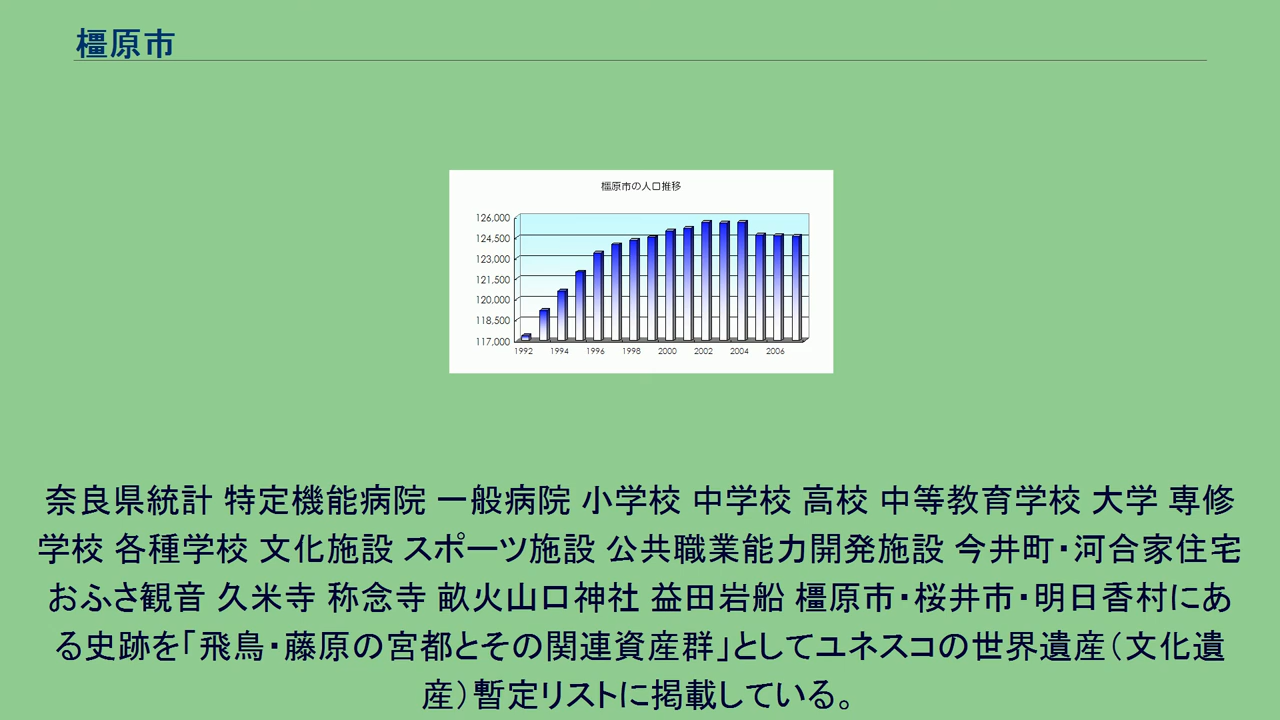 橿原市
橿原市の人口推移
126,000
124,500
123,000
121,500
120,000
118,500
117,000
1992 1994 1996 1998 2000 2002 2004 2006
奈良県統計 特定機能病院 一般病院 小学校 中学校 高校 中等教育学校 大学 専修
学校 各種学校 文化施設 スポーツ施設 公共職業能力開発施設 今井町・河合家住宅
おふさ観音 久米寺 称念寺 畝火山口神社 益田岩船 橿原市・桜井市・明日香村にあ
る史跡を「飛鳥・藤原の宮都とその関連資産群」としてユネスコの世界遺産（文化遺
産）暫定リストに掲載している。